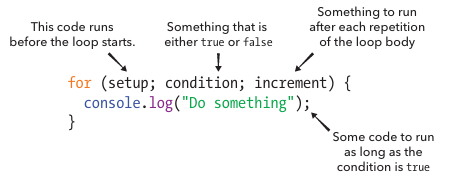 This code runs
before the loop starts.
Something that is
either true or false
Something to run
after each repetition
of the loop body
for (setup; condition; increment) {
  console.log("Do something");
}
Some code to run
as long as the
condition is true